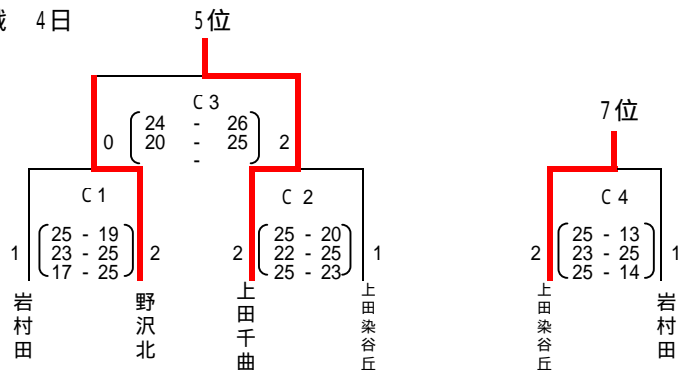 戦 4日
5位
C3
24 - 26
0 20 - 25 2
-
7位
C1
25 - 19
1 23 - 25 2
17 - 25
C2
25 - 20
2 22 - 25 1
25 - 23
C4
25 - 13
2 23 - 25 1
25 - 14
岩村田
野沢北
上田千曲
上田染谷丘
上田染谷丘
岩村田